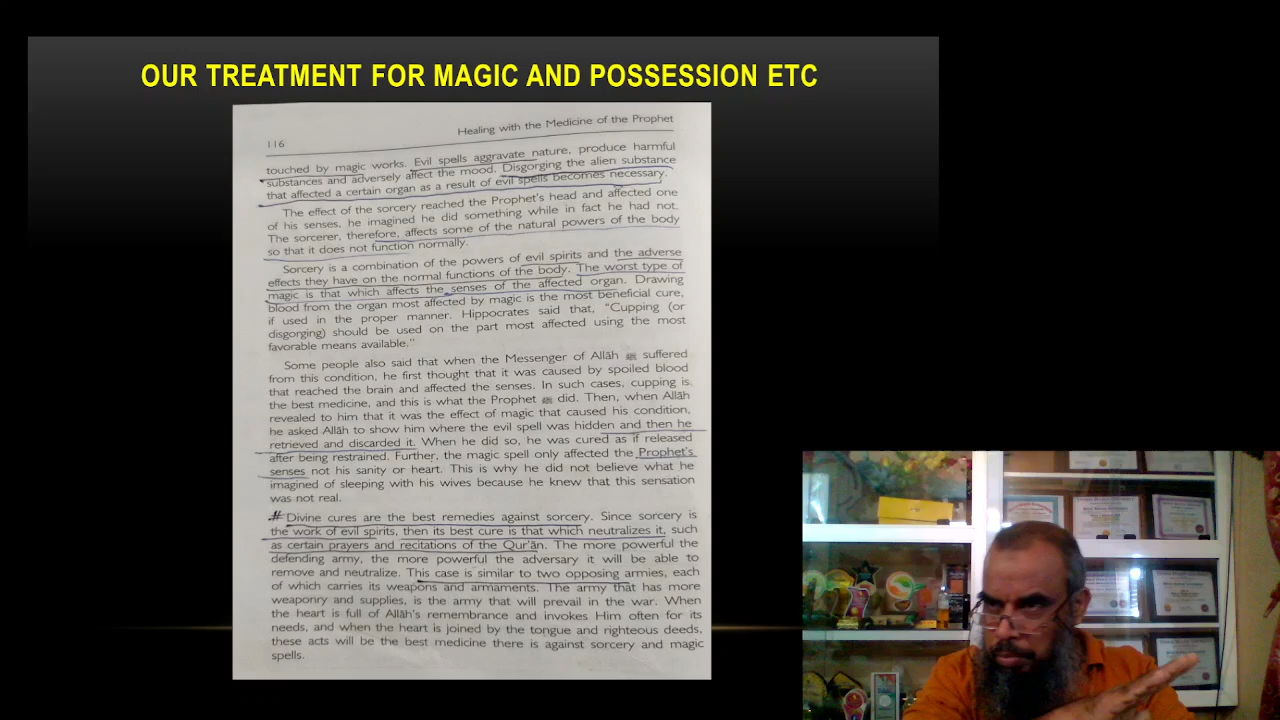 OUR TREATMENT FOR MAGIC AND POSSESSION ETC
116
Healing with the Medicine of the Prophet
touched by magic works. Evil spells aggravate nature, produce harmful
substances and adversely affect the mood. Disgorging the alien substance
that affected a certain organ as a result of evil spells becomes necessary.
The effect of the sorcery reached the Prophet's head and affected one
of his senses, he imagined he did something while in fact he had not.
The sorcerer, therefore, affects some of the natural powers of the body
so that it does not function normally.
Sorcery is a combination of the powers of evil spirits and the adverse
effects they have on the normal functions of the body. The worst type of
magic is that which affects the senses of the affected organ. Drawing
blood from the organ most affected by magic is the most beneficial cure,
if used in the proper manner. Hippocrates said that, "Cupping (or
disgorging) should be used on the part most affected using the most
favorable means available."
Some people also said that when the Messenger of Allāh ﷺ suffered
from this condition, he first thought that it was caused by spoiled blood
that reached the brain and affected the senses. In such cases, cupping is
the best medicine, and this is what the Prophet ﷺ did. Then, when Allāh
revealed to him that it was the effect of magic that caused his condition,
he asked Allāh to show him where the evil spell was hidden and then he
retrieved and discarded it. When he did so, he was cured as if released
after being restrained. Further, the magic spell only affected the Prophet's
senses not his sanity or heart. This is why he did not believe what he
imagined of sleeping with his wives because he knew that this sensation
was not real.
# Divine cures are the best remedies against sorcery. Since sorcery is
the work of evil spirits, then its best cure is that which neutralizes it, such
as certain prayers and recitations of the Qur'ān. The more powerful the
defending army, the more powerful the adversary it will be able to
remove and neutralize. This case is similar to two opposing armies, each
of which carries its weapons and armaments. The army that has more
weaponry and supplies, is the army that will prevail in the war. When
the heart is full of Allāh's remembrance and invokes Him often for its
needs, and when the heart is joined by the tongue and righteous deeds,
these acts will be the best medicine there is against sorcery and magic
spells.